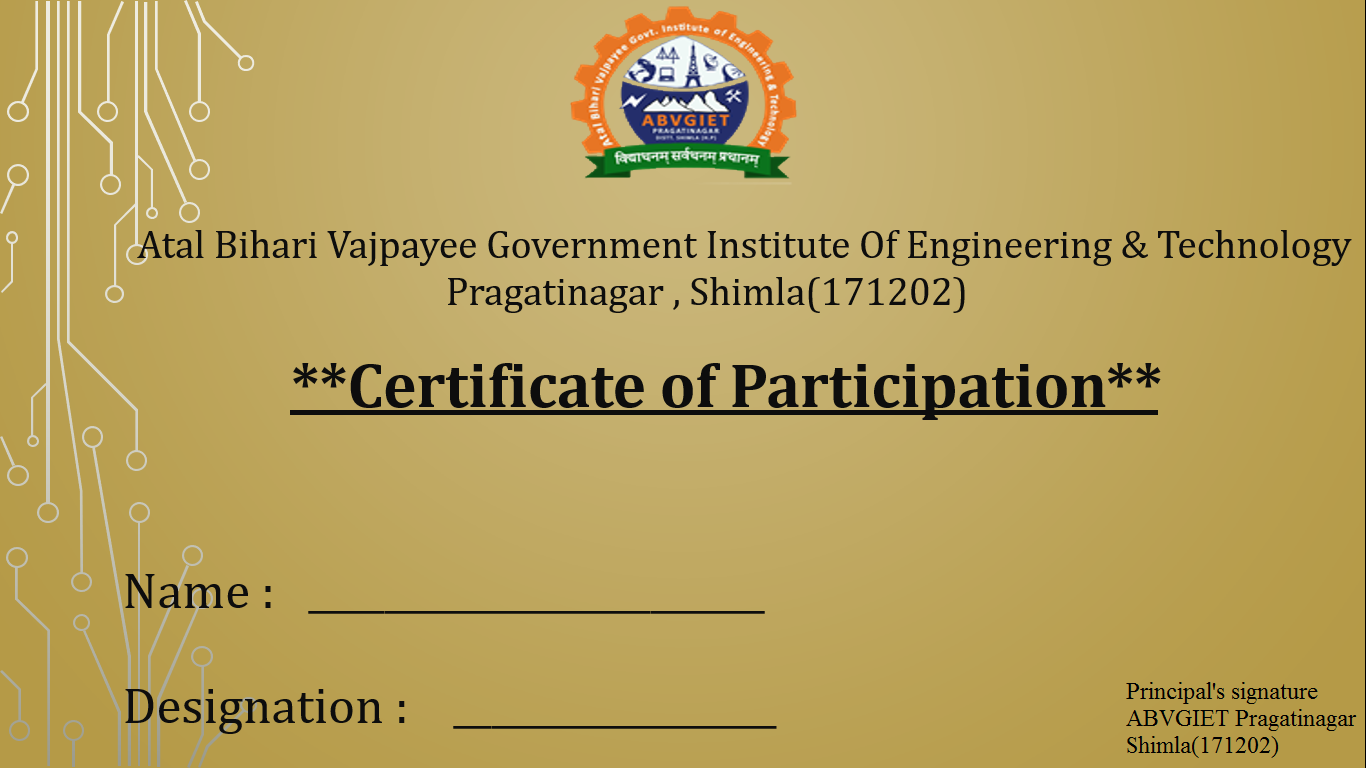 Atal Bihari Vajpayee Govt. Institute of Engineering & Technology
ABVGIET
PRAGATINAGAR
DISTT. SHIMLA (H.P)
विद्याधनम् सर्वधनम् प्रधानम्
Atal Bihari Vajpayee Government Institute Of Engineering & Technology
Pragatinagar , Shimla(171202)
**Certificate of Participation**
Name : ________________________
Designation : _________________
Principal's signature
ABVGIET Pragatinagar
Shimla(171202)